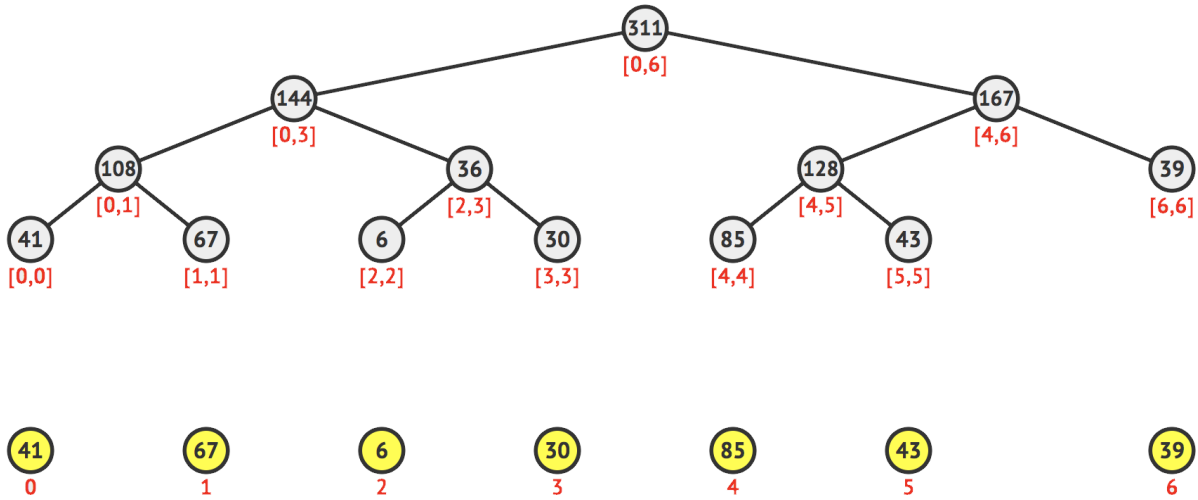 311
[0,6]
144 167
[0,3] [4,6]
108 36 128 39
[0,1] [2,3] [4,5] [6,6]
41 67 6 30 85 43
[0,0] [1,1] [2,2] [3,3] [4,4] [5,5]
41 67 6 30 85 43 39
0 1 2 3 4 5 6